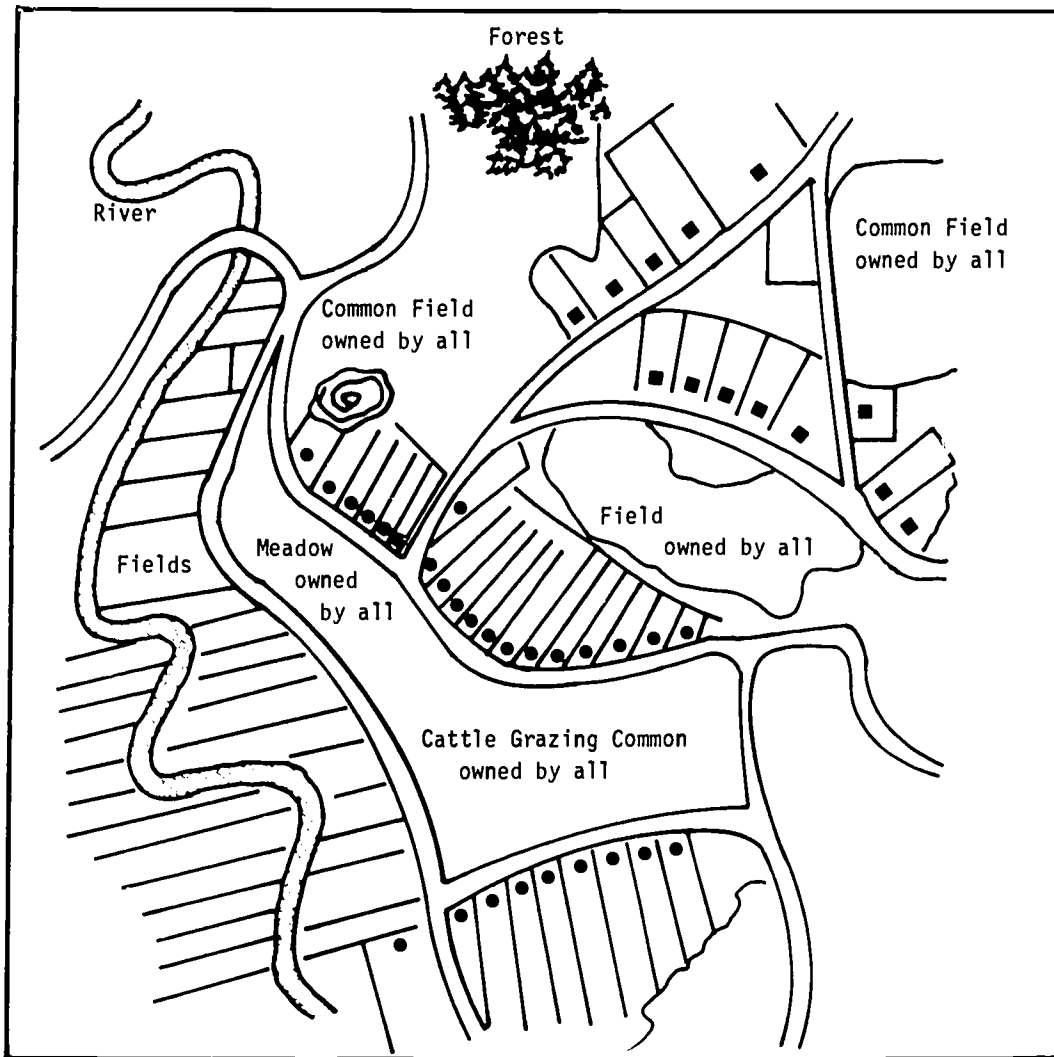 Forest
River
Common Field
owned by all
Common Field
owned by all
Field
owned by all
Meadow
owned
by all
Fields
Cattle Grazing Common
owned by all